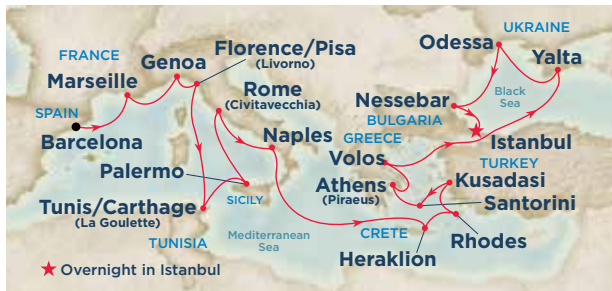 UKRAINE
Odessa
Yalta
FRANCE
Genoa
Florence/Pisa
(Livorno)
Marseille
Rome
(Civitavecchia)
Nessebar
Black
Sea
SPAIN
BULGARIA
Barcelona
Naples
GREECE
Istanbul
Palermo
Volos
TURKEY
Athens
(Piraeus)
Kusadasi
SICILY
Santorini
Tunis/Carthage
(La Goulette)
TUNISIA
Mediterranean
Sea
CRETE
Rhodes
Heraklion
Overnight in Istanbul